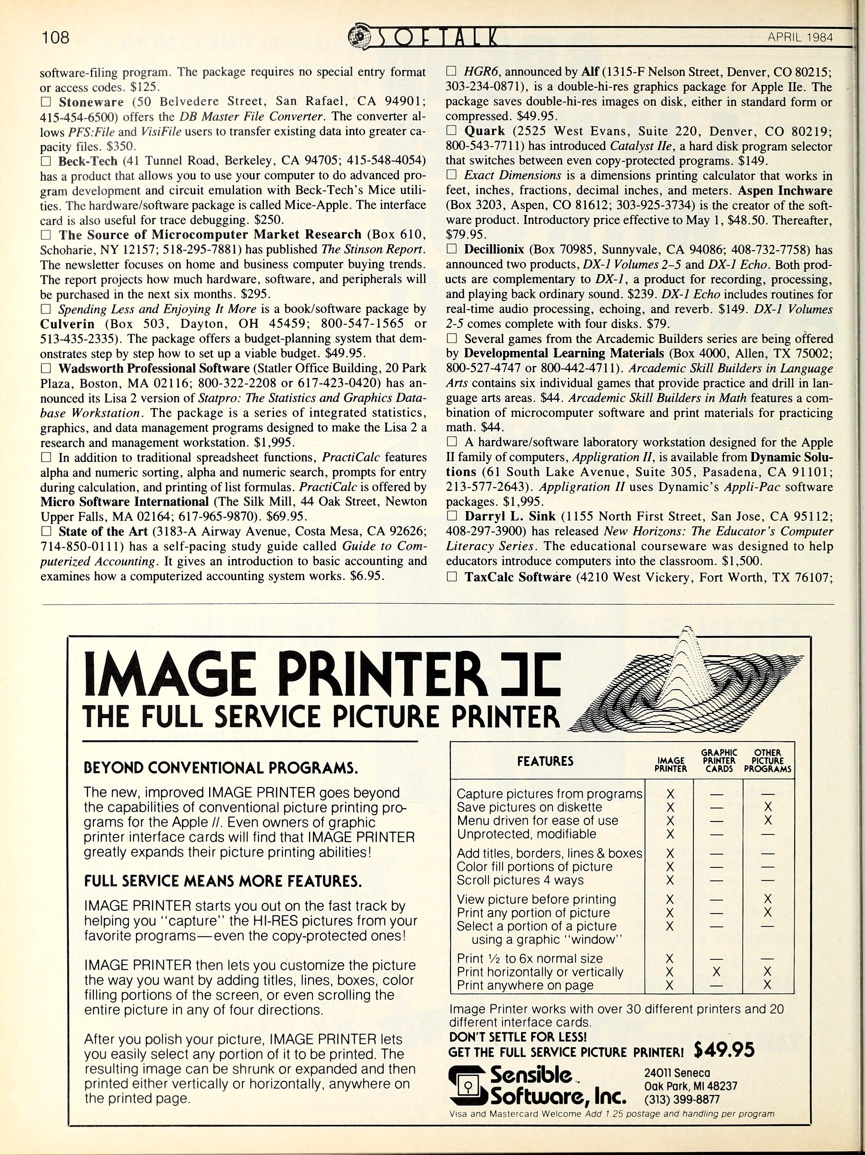 108
SOFTALK
APRIL 1984
software-filing program. The package requires no special entry format
or access codes. $125.
☐ Stoneware (50 Belvedere Street, San Rafael, CA 94901;
415-454-6500) offers the DB Master File Converter. The converter al-
lows PFS:File and VisiFile users to transfer existing data into greater ca-
pacity files. $350.
☐ Beck-Tech (41 Tunnel Road, Berkeley, CA 94705; 415-548-4054)
has a product that allows you to use your computer to do advanced pro-
gram development and circuit emulation with Beck-Tech's Mice utili-
ties. The hardware/software package is called Mice-Apple. The interface
card is also useful for trace debugging. $250.
☐ The Source of Microcomputer Market Research (Box 610,
Schoharie, NY 12157; 518-295-7881) has published The Stinson Report.
The newsletter focuses on home and business computer buying trends.
The report projects how much hardware, software, and peripherals will
be purchased in the next six months. $295.
☐ Spending Less and Enjoying It More is a book/software package by
Culverin (Box 503, Dayton, OH 45459; 800-547-1565 or
513-435-2335). The package offers a budget-planning system that dem-
onstrates step by step how to set up a viable budget. $49.95.
☐ Wadsworth Professional Software (Statler Office Building, 20 Park
Plaza, Boston, MA 02116; 800-322-2208 or 617-423-0420) has an-
nounced its Lisa 2 version of Statpro: The Statistics and Graphics Data-
base Workstation. The package is a series of integrated statistics,
graphics, and data management programs designed to make the Lisa 2 a
research and management workstation. $1,995.
☐ In addition to traditional spreadsheet functions, PractiCalc features
alpha and numeric sorting, alpha and numeric search, prompts for entry
during calculation, and printing of list formulas. PractiCalc is offered by
Micro Software International (The Silk Mill, 44 Oak Street, Newton
Upper Falls, MA 02164; 617-965-9870). $69.95.
☐ State of the Art (3183-A Airway Avenue, Costa Mesa, CA 92626;
714-850-0111) has a self-pacing study guide called Guide to Com-
puterized Accounting. It gives an introduction to basic accounting and
examines how a computerized accounting system works. $6.95.
☐ HGR6, announced by Alf (1315-F Nelson Street, Denver, CO 80215;
303-234-0871), is a double-hi-res graphics package for Apple IIe. The
package saves double-hi-res images on disk, either in standard form or
compressed. $49.95.
☐ Quark (2525 West Evans, Suite 220, Denver, CO 80219;
800-543-7711) has introduced Catalyst IIe, a hard disk program selector
that switches between even copy-protected programs. $149.
☐ Exact Dimensions is a dimensions printing calculator that works in
feet, inches, fractions, decimal inches, and meters. Aspen Inchware
(Box 3203, Aspen, CO 81612; 303-925-3734) is the creator of the soft-
ware product. Introductory price effective to May 1, $48.50. Thereafter,
$79.95.
☐ Decillionix (Box 70985, Sunnyvale, CA 94086; 408-732-7758) has
announced two products, DX-1 Volumes 2-5 and DX-1 Echo. Both prod-
ucts are complementary to DX-1, a product for recording, processing,
and playing back ordinary sound. $239. DX-1 Echo includes routines for
real-time audio processing, echoing, and reverb. $149. DX-1 Volumes
2-5 comes complete with four disks. $79.
☐ Several games from the Arcademic Builders series are being offered
by Developmental Learning Materials (Box 4000, Allen, TX 75002;
800-527-4747 or 800-442-4711). Arcademic Skill Builders in Language
Arts contains six individual games that provide practice and drill in lan-
guage arts areas. $44. Arcademic Skill Builders in Math features a com-
bination of microcomputer software and print materials for practicing
math. $44.
☐ A hardware/software laboratory workstation designed for the Apple
II family of computers, Appligration II, is available from Dynamic Solu-
tions (61 South Lake Avenue, Suite 305, Pasadena, CA 91101;
213-577-2643). Appligration II uses Dynamic's Appli-Pac software
packages. $1,995.
☐ Darryl L. Sink (1155 North First Street, San Jose, CA 95112;
408-297-3900) has released New Horizons: The Educator's Computer
Literacy Series. The educational courseware was designed to help
educators introduce computers into the classroom. $1,500.
☐ TaxCalc Software (4210 West Vickery, Fort Worth, TX 76107;
IMAGE PRINTER ][
THE FULL SERVICE PICTURE PRINTER
BEYOND CONVENTIONAL PROGRAMS.
The new, improved IMAGE PRINTER goes beyond
the capabilities of conventional picture printing pro-
grams for the Apple //. Even owners of graphic
printer interface cards will find that IMAGE PRINTER
greatly expands their picture printing abilities!
FULL SERVICE MEANS MORE FEATURES.
IMAGE PRINTER starts you out on the fast track by
helping you "capture" the HI-RES pictures from your
favorite programs—even the copy-protected ones!
IMAGE PRINTER then lets you customize the picture
the way you want by adding titles, lines, boxes, color
filling portions of the screen, or even scrolling the
entire picture in any of four directions.
After you polish your picture, IMAGE PRINTER lets
you easily select any portion of it to be printed. The
resulting image can be shrunk or expanded and then
printed either vertically or horizontally, anywhere on
the printed page.
FEATURES IMAGE PRINTER GRAPHIC PRINTER CARDS OTHER PICTURE PROGRAMS
Capture pictures from programs X — —
Save pictures on diskette X — X
Menu driven for ease of use X — X
Unprotected, modifiable X — —
Add titles, borders, lines & boxes X — —
Color fill portions of picture X — —
Scroll pictures 4 ways X — —
View picture before printing X — X
Print any portion of picture X — X
Select a portion of a picture X — —
using a graphic "window"
Print ½ to 6x normal size X — —
Print horizontally or vertically X X X
Print anywhere on page X — X
Image Printer works with over 30 different printers and 20
different interface cards.
DON'T SETTLE FOR LESS!
GET THE FULL SERVICE PICTURE PRINTER! $49.95
Sensible
Software, Inc.
24011 Seneca
Oak Park, MI 48237
(313) 399-8877
Visa and Mastercard Welcome Add 1.25 postage and handling per program